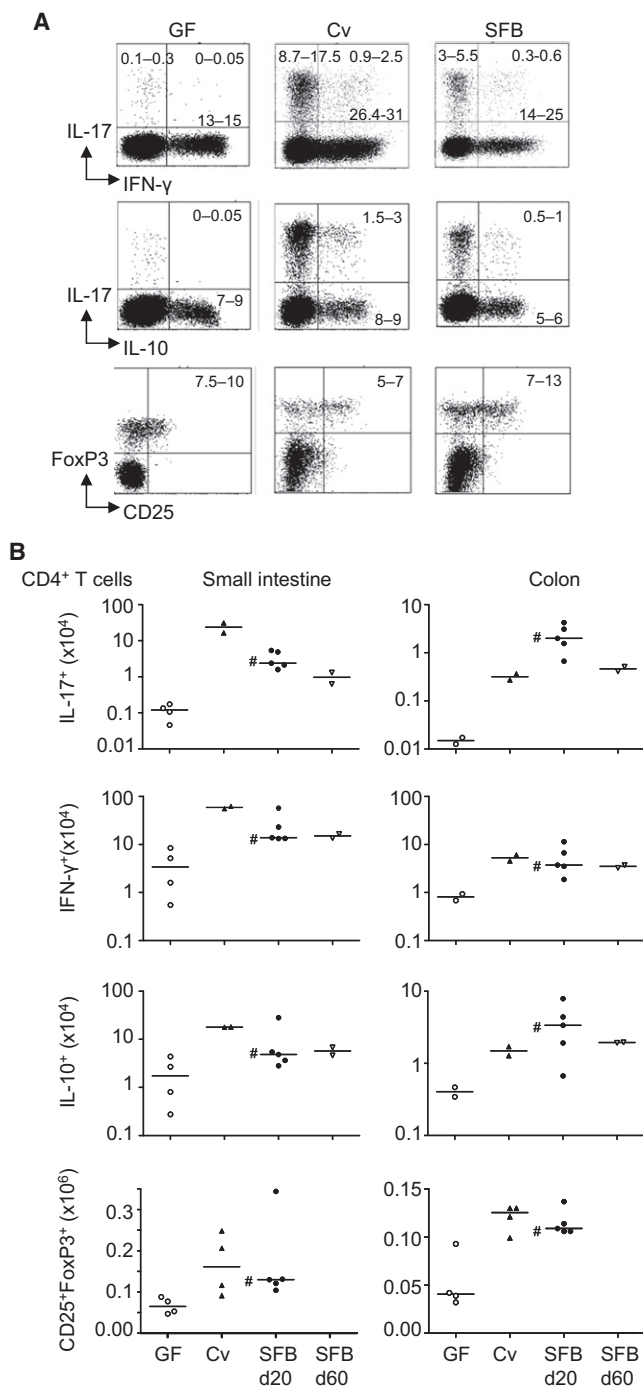 A
GF Cv SFB
0.1–0.3 0–0.05 8.7–17.5 0.9–2.5 3–5.5 0.3-0.6
13–15 26.4-31 14–25
IL-17
IFN-γ
0–0.05 1.5–3 0.5–1
IL-17 7–9 8–9 5–6
IL-10
7.5–10 5–7 7–13
FoxP3
CD25
B
CD4+ T cells Small intestine Colon
IL-17+ (x10⁴)
100
10
1
0.1
0.01
10
1
0.1
0.01
#
#
IFN-γ+(x10⁴)
100
10
1
0.1
100
10
1
0.1
#
#
IL-10+ (x10⁴)
100
10
1
0.1
10
1
0.1
#
#
CD25+FoxP3+ (x10⁶)
0.3
0.2
0.1
0.00
0.15
0.10
0.05
0.00
#
#
GF Cv SFB SFB GF Cv SFB SFB
d20 d60 d20 d60